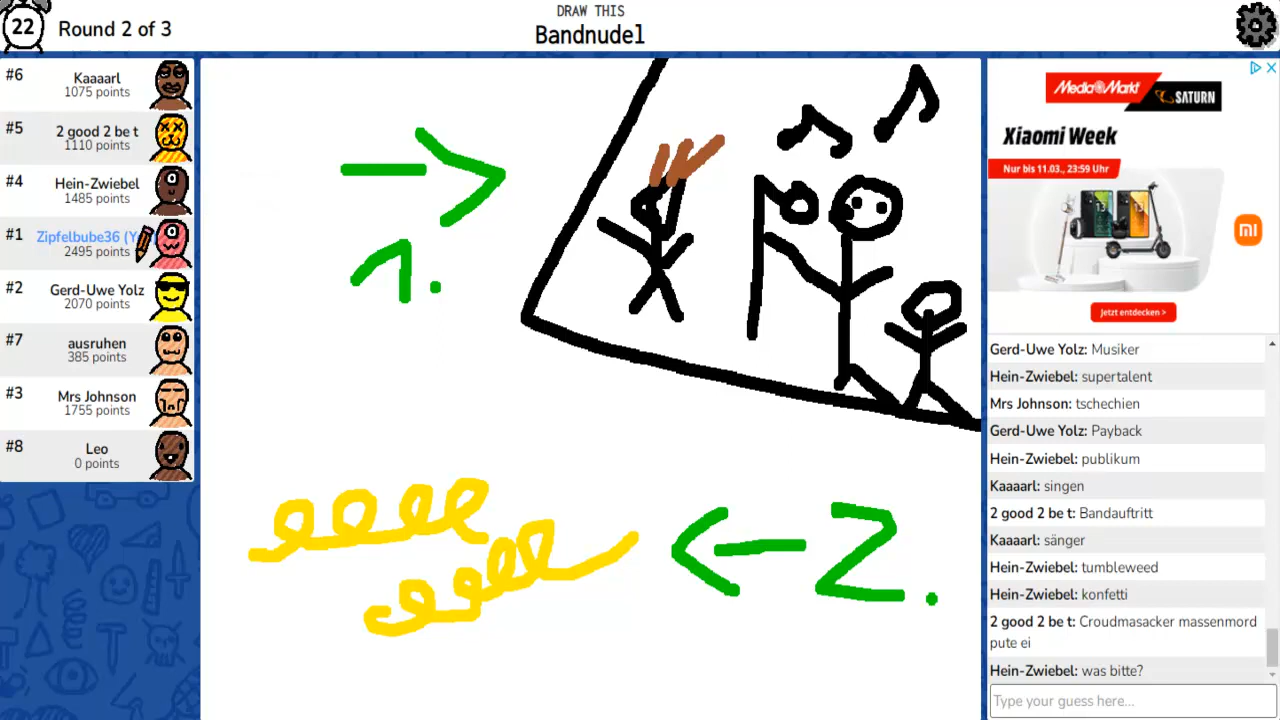 22
Round 2 of 3
DRAW THIS
Bandnudel
#6
Kaaaarl
1075 points
#5
2 good 2 be t
1110 points
#4
Hein-Zwiebel
1485 points
#1
Zipfelbube36 (Y
2495 points
#2
Gerd-Uwe Yolz
2070 points
#7
ausruhen
385 points
#3
Mrs Johnson
1755 points
#8
Leo
0 points
1.
2.
Media Markt
SATURN
Xiaomi Week
Nur bis 11.03., 23:59 Uhr
Jetzt entdecken >
Gerd-Uwe Yolz: Musiker
Hein-Zwiebel: supertalent
Mrs Johnson: tschechien
Gerd-Uwe Yolz: Payback
Hein-Zwiebel: publikum
Kaaaarl: singen
2 good 2 be t: Bandauftritt
Kaaaarl: sänger
Hein-Zwiebel: tumbleweed
Hein-Zwiebel: konfetti
2 good 2 be t: Croudmasacker massenmord
pute ei
Hein-Zwiebel: was bitte?
Type your guess here...